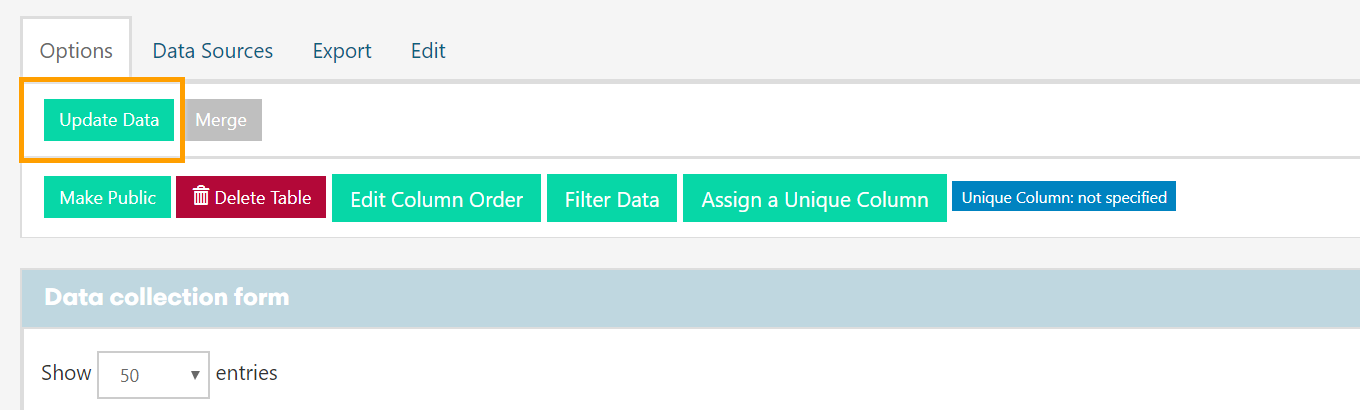 Options Data Sources Export Edit
Update Data Merge
Make Public Delete Table Edit Column Order Filter Data Assign a Unique Column Unique Column: not specified
Data collection form
Show 50 entries